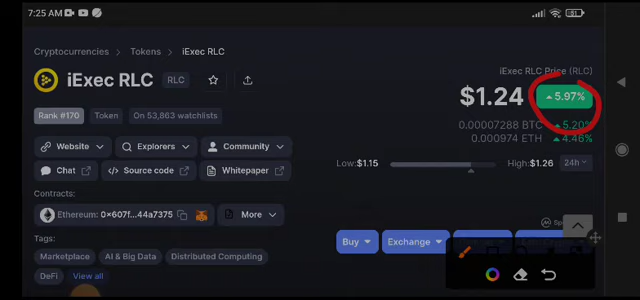 7:25 AM
Cryptocurrencies > Tokens > iExec RLC
iExec RLC RLC
Rank #170 Token On 53,863 watchlists
Website Explorers Community
Chat Source code Whitepaper
Contracts:
Ethereum: 0x607f...44a7375 More
Tags:
Marketplace AI & Big Data Distributed Computing
DeFi View all
iExec RLC Price (RLC)
$1.24 5.97%
0.00007288 BTC 5.20%
0.000974 ETH 4.46%
Low: $1.15 High: $1.26 24h
Buy Exchange